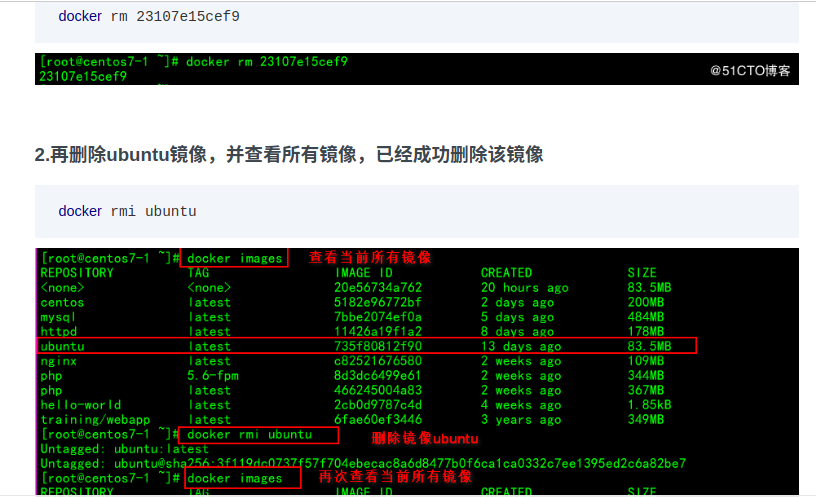 docker rm 23107e15cef9
[root@centos7-1 ~]# docker rm 23107e15cef9
23107e15cef9
@51CTO博客
2.再删除ubuntu镜像，并查看所有镜像，已经成功删除该镜像
docker rmi ubuntu
[root@centos7-1 ~]# docker images 查看当前所有镜像
REPOSITORY TAG IMAGE ID CREATED SIZE
<none> <none> 20e56734a762 20 hours ago 83.5MB
centos latest 5182e96772bf 2 days ago 200MB
mysql latest 7bbe2074ef0a 5 days ago 484MB
httpd latest 11426a19f1a2 8 days ago 178MB
ubuntu latest 735f80812f90 13 days ago 83.5MB
nginx latest c82521676580 2 weeks ago 109MB
php 5.6-fpm 8d3dc6499e61 2 weeks ago 344MB
php latest 466245004a83 2 weeks ago 367MB
hello-world latest 2cb0d9787c4d 4 weeks ago 1.85kB
training/webapp latest 6fae60ef3446 3 years ago 349MB
[root@centos7-1 ~]# docker rmi ubuntu 删除镜像ubuntu
Untagged: ubuntu:latest
Untagged: ubuntu@sha256:3f119dc0737f57f704ebecac8a6d8477b0f6ca1ca0332c7ee1395ed2c6a82be7
[root@centos7-1 ~]# docker images 再次查看当前所有镜像
REPOSITORY TAG IMAGE ID CREATED SIZE